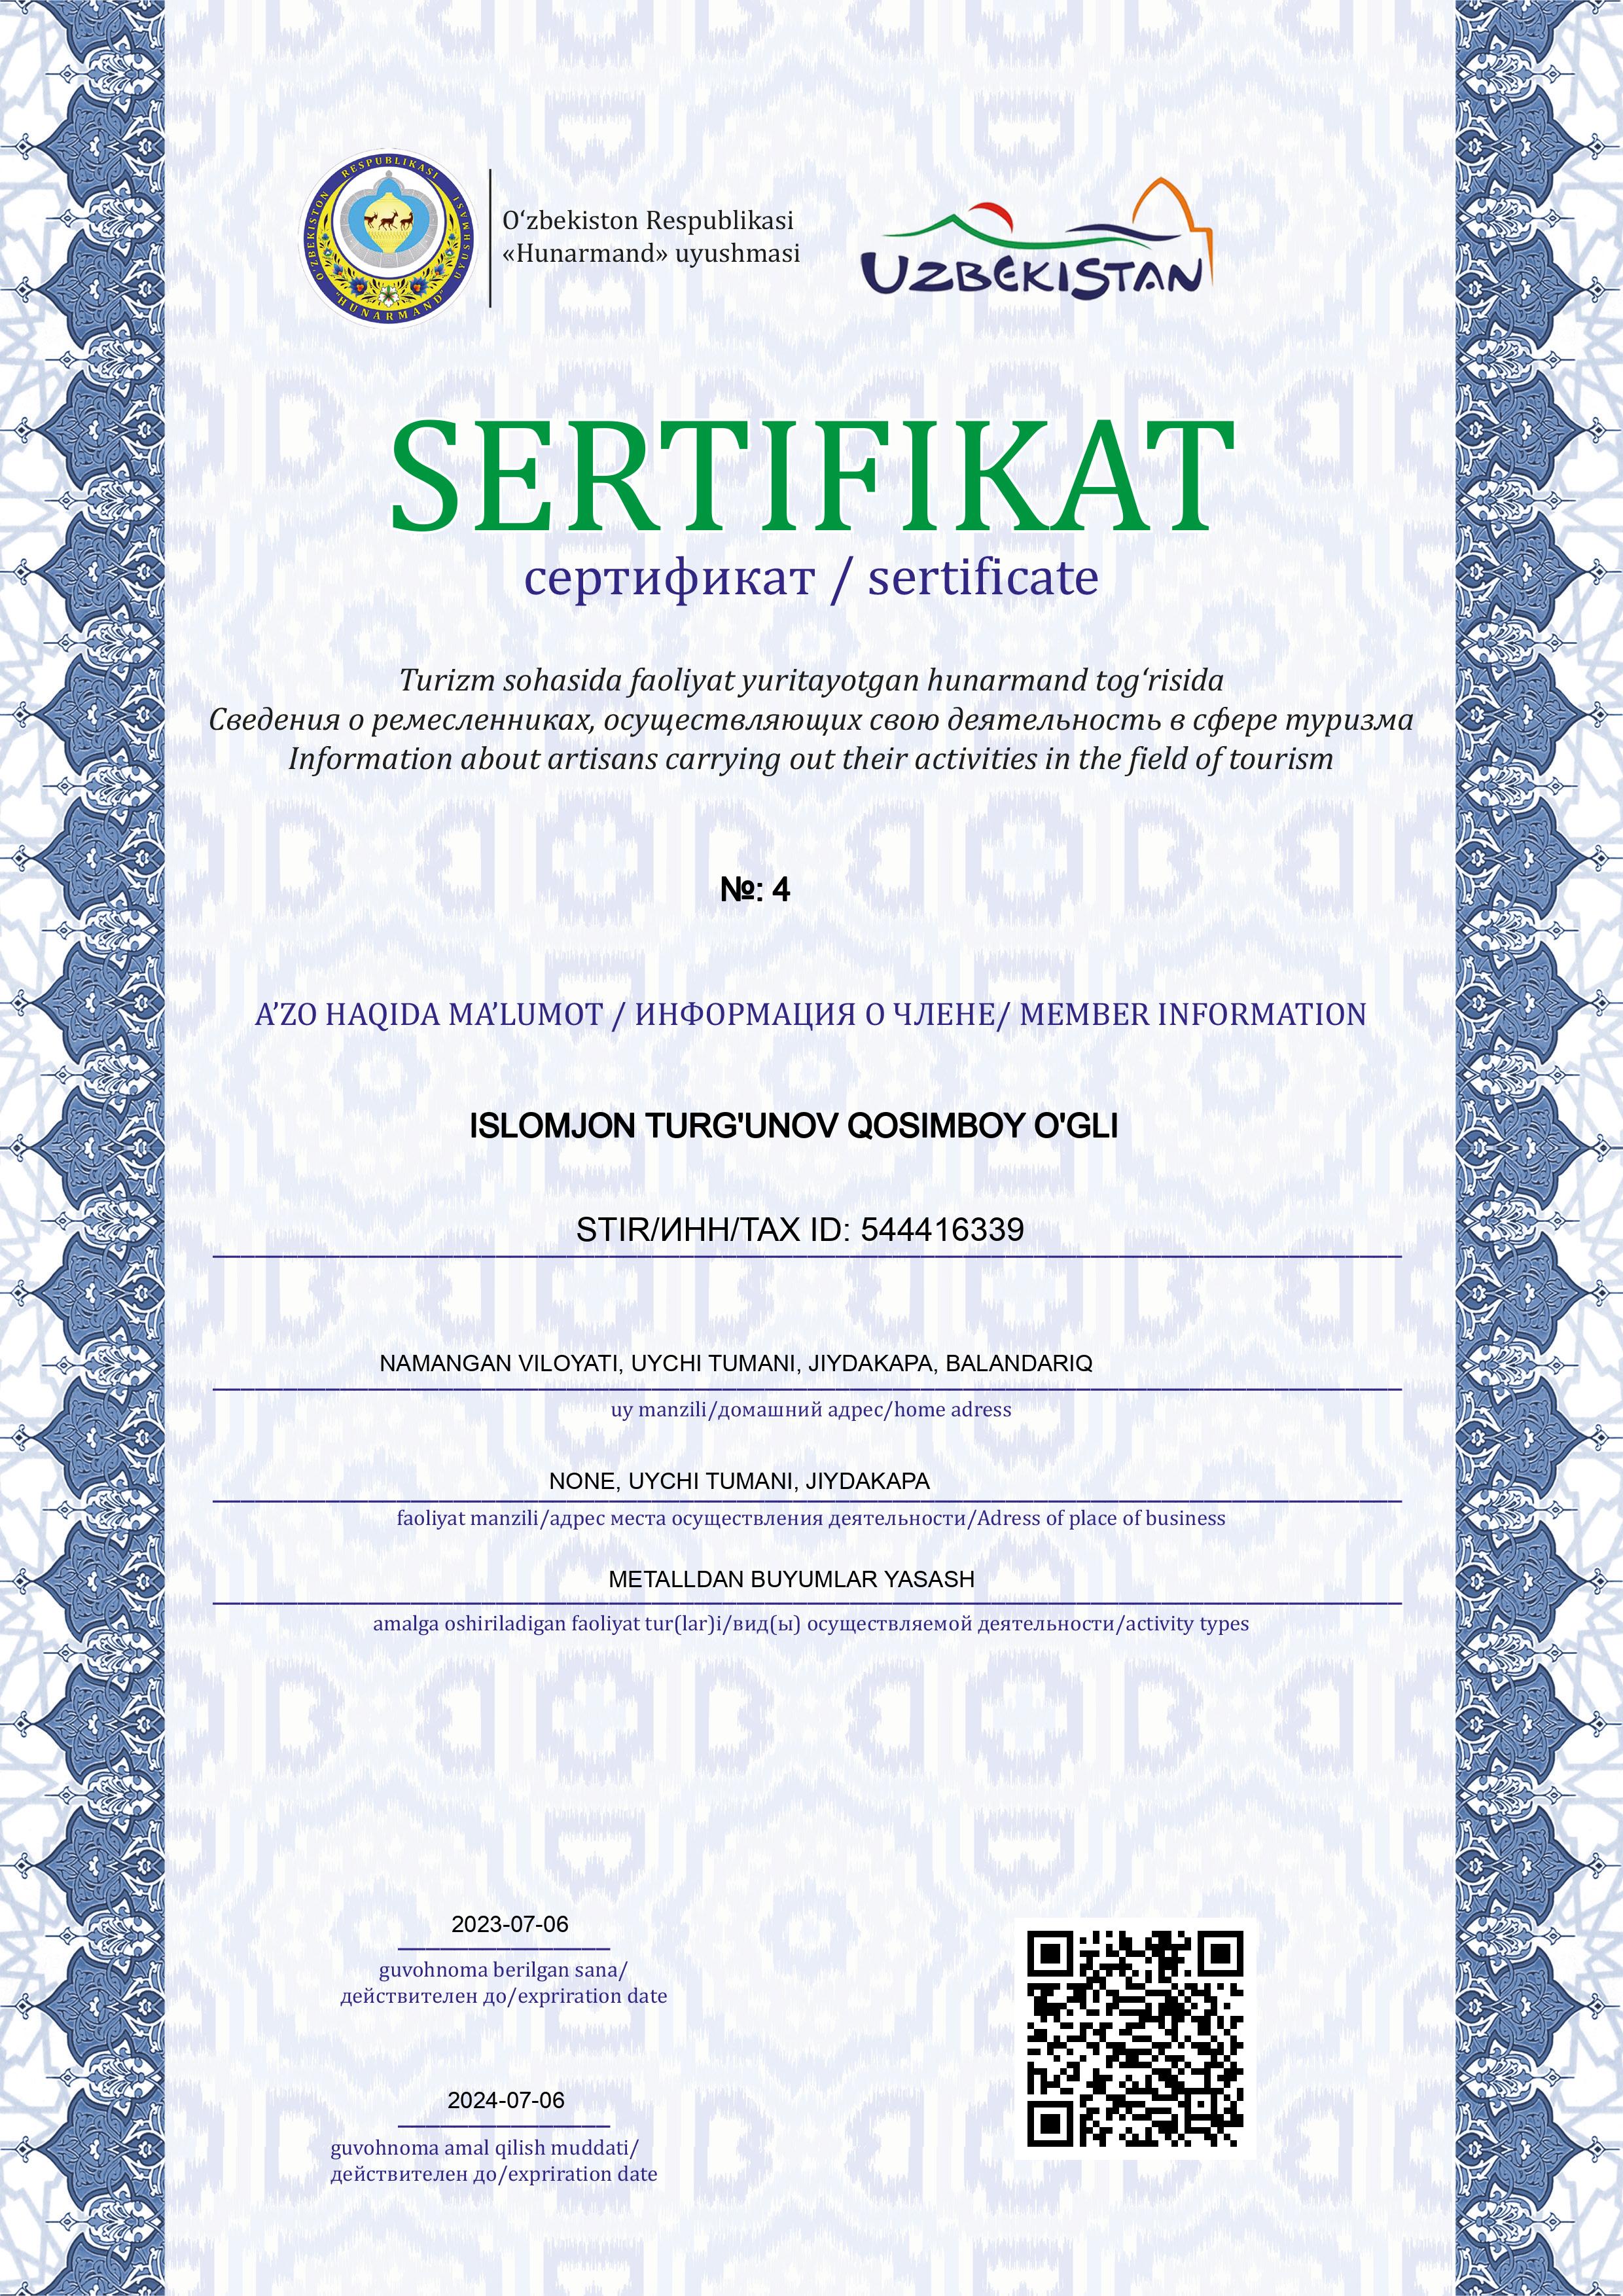 O'ZBEKISTON RESPUBLIKASI "HUNARMAND" UYUSHMASI
O‘zbekiston Respublikasi
«Hunarmand» uyushmasi
UZBEKISTAN
SERTIFIKAT
сертификат / sertificate
Turizm sohasida faoliyat yuritayotgan hunarmand tog‘risida
Сведения о ремесленниках, осуществляющих свою деятельность в сфере туризма
Information about artisans carrying out their activities in the field of tourism
№: 4
A’ZO HAQIDA MA’LUMOT / ИНФОРМАЦИЯ О ЧЛЕНЕ/ MEMBER INFORMATION
ISLOMJON TURG'UNOV QOSIMBOY O'GLI
STIR/ИНН/TAX ID: 544416339
NAMANGAN VILOYATI, UYCHI TUMANI, JIYDAKAPA, BALANDARIQ
uy manzili/домашний адрес/home adress
NONE, UYCHI TUMANI, JIYDAKAPA
faoliyat manzili/адрес места осуществления деятельности/Adress of place of business
METALLDAN BUYUMLAR YASASH
amalga oshiriladigan faoliyat tur(lar)i/вид(ы) осуществляемой деятельности/activity types
2023-07-06
guvohnoma berilgan sana/
действителен до/expriration date
2024-07-06
guvohnoma amal qilish muddati/
действителен до/expriration date